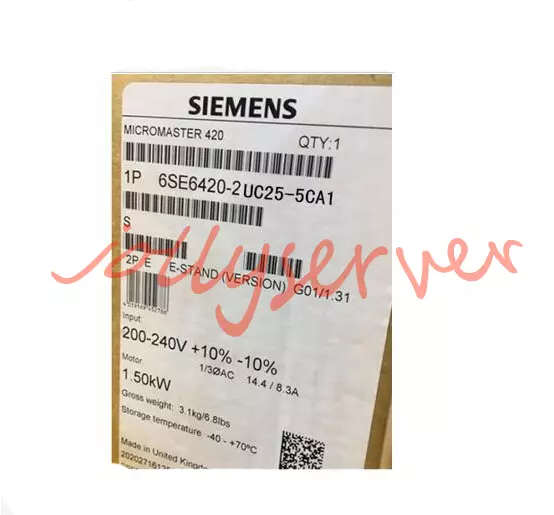 SIEMENS
MICROMASTER 420
QTY:1
1P 6SE6420-2UC25-5CA1
S
2P/E E-STAND (VERSION) G01/1.31
Input:
200-240V +10% -10%
1/3ØAC 14.4 / 8.3A
Motor:
1.50kW
Gross weight: 3.1kg/6.8lbs
Storage temperature -40 - +70°C
Made in United Kingdo